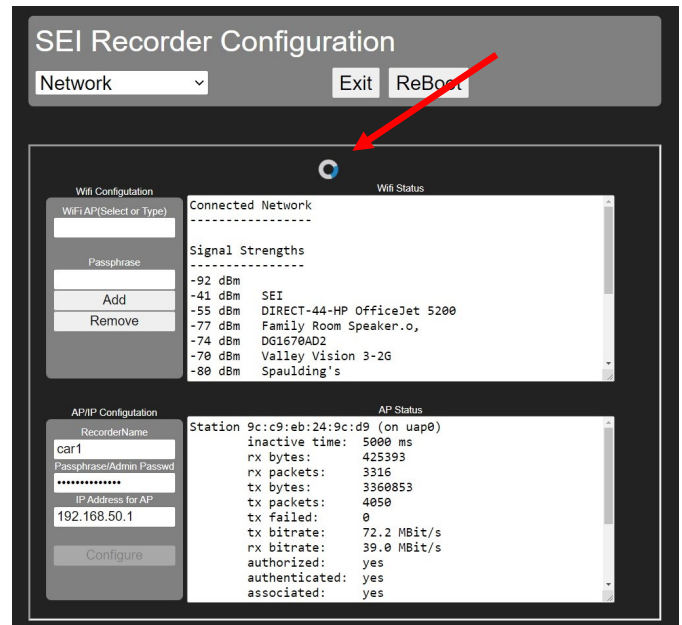 SEI Recorder Configuration
Network
Exit
ReBoot
Wifi Configutation
Wifi Status
WiFi AP(Select or Type)
Passphrase
Add
Remove
Connected Network
-----------------
Signal Strengths
----------------
-92 dBm
-41 dBm SEI
-55 dBm DIRECT-44-HP OfficeJet 5200
-77 dBm Family Room Speaker.o,
-74 dBm DG1670AD2
-70 dBm Valley Vision 3-2G
-80 dBm Spaulding's
AP/IP Configutation
AP Status
RecorderName
car1
Passphrase/Admin Passwd
••••••••••••••
IP Address for AP
192.168.50.1
Configure
Station 9c:c9:eb:24:9c:d9 (on uap0)
inactive time: 5000 ms
rx bytes: 425393
rx packets: 3316
tx bytes: 3360853
tx packets: 4050
tx failed: 0
tx bitrate: 72.2 MBit/s
rx bitrate: 39.0 MBit/s
authorized: yes
authenticated: yes
associated: yes